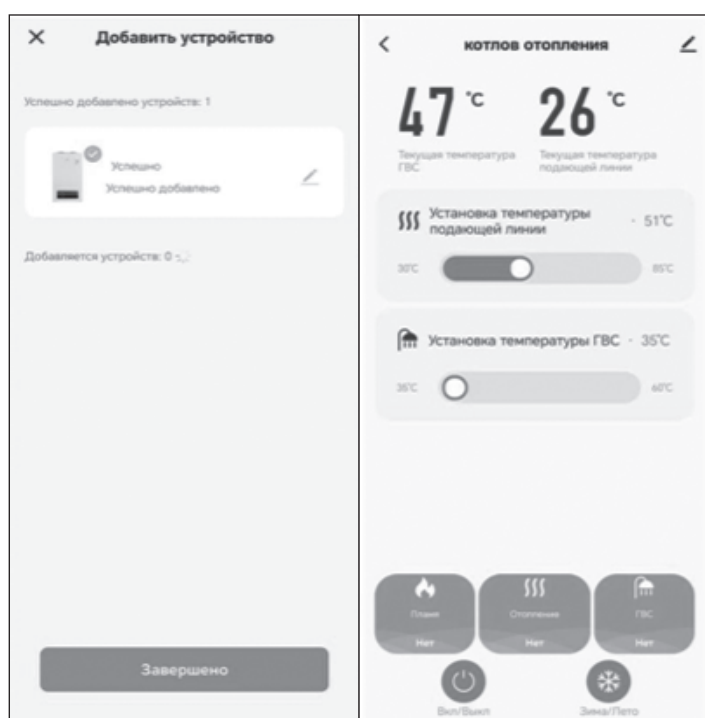 Добавить устройство
Успешно добавлено устройств: 1
Успешно
Успешно добавлено
Добавляется устройств: 0
Завершено
котлов отопления
47 °C 26 °C
Текущая температура ГВС
Текущая температура подающей линии
Установка температуры подающей линии · 51°C
30°C 85°C
Установка температуры ГВС · 35°C
35°C 60°C
Пламя Отопление ГВС
Нет Нет Нет
Вкл/Выкл Зима/Лето